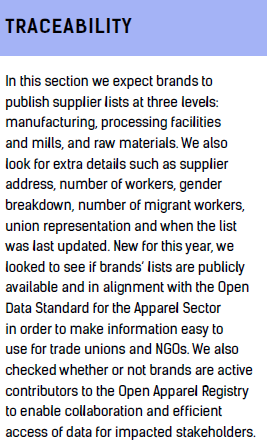 TRACEABILITY
In this section we expect brands to
publish supplier lists at three levels:
manufacturing, processing facilities
and mills, and raw materials. We also
look for extra details such as supplier
address, number of workers, gender
breakdown, number of migrant workers,
union representation and when the list
was last updated. New for this year, we
looked to see if brands’ lists are publicly
available and in alignment with the Open
Data Standard for the Apparel Sector
in order to make information easy to
use for trade unions and NGOs. We also
checked whether or not brands are active
contributors to the Open Apparel Registry
to enable collaboration and efficient
access of data for impacted stakeholders.